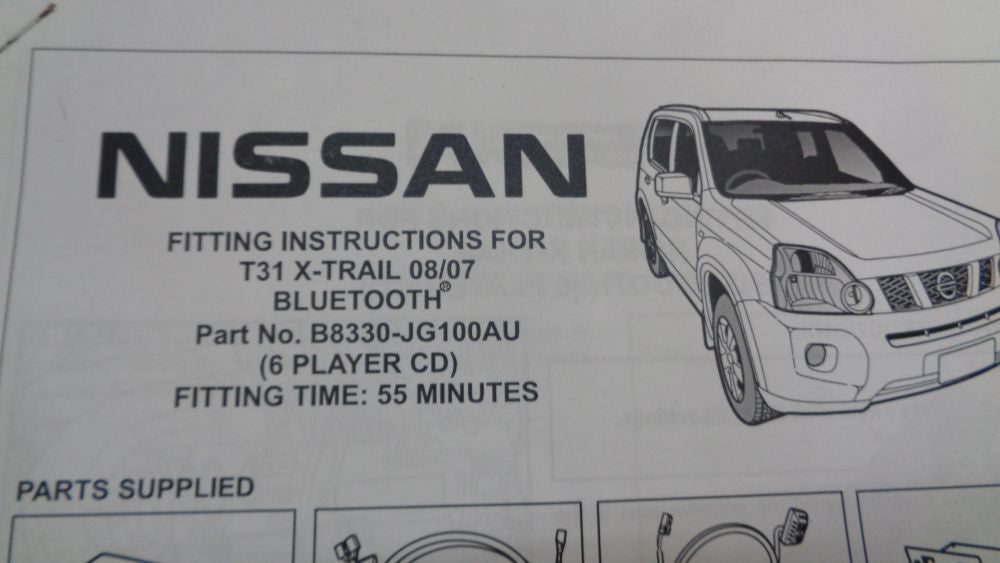 NISSAN
FITTING INSTRUCTIONS FOR
T31 X-TRAIL 08/07
BLUETOOTH®
Part No. B8330-JG100AU
(6 PLAYER CD)
FITTING TIME: 55 MINUTES
PARTS SUPPLIED